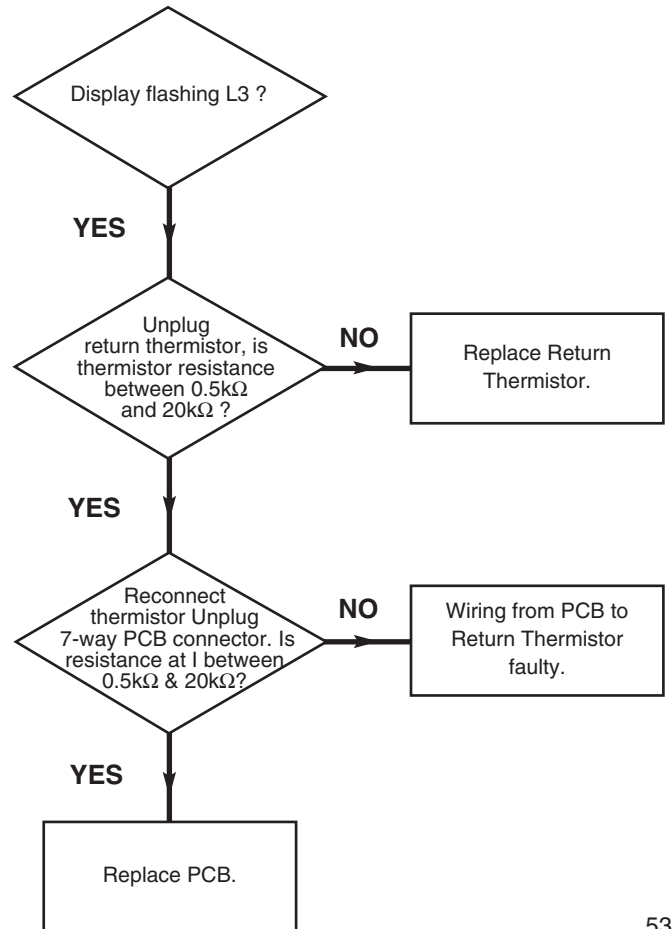 Display flashing L3 ?
YES
Unplug
return thermistor, is
thermistor resistance
between 0.5kΩ
and 20kΩ ?
NO
Replace Return
Thermistor.
YES
Reconnect
thermistor Unplug
7-way PCB connector. Is
resistance at I between
0.5kΩ & 20kΩ?
NO
Wiring from PCB to
Return Thermistor
faulty.
YES
Replace PCB.
53